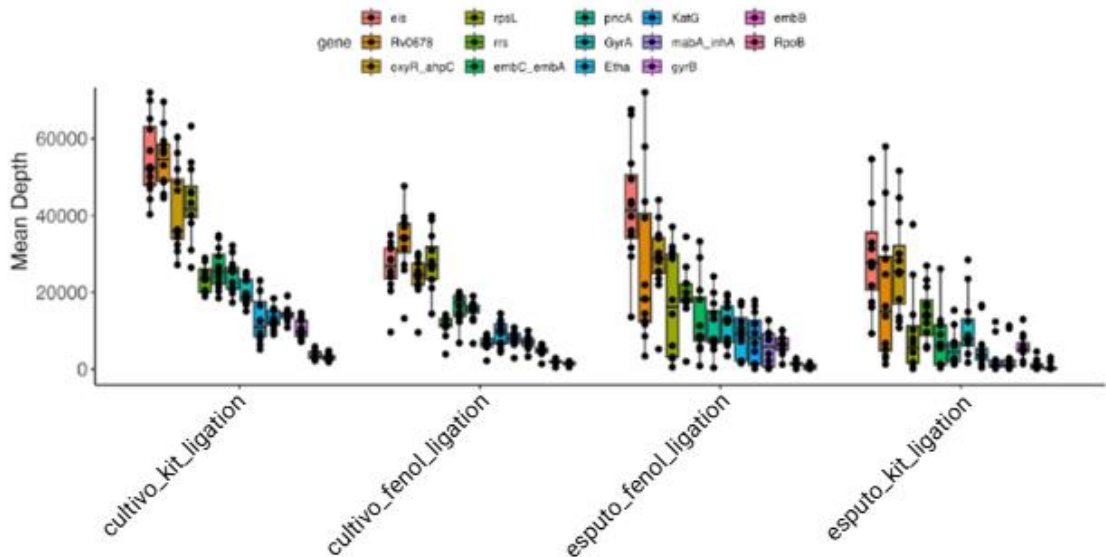 eis rpsL pncA KatG embB
gene Rv0678 rrs GyrA mabA_inhA RpoB
oxyR_ahpC embC_embA Etha gyrB
Mean Depth
60000
40000
20000
0
cultivo_kit_ligation
cultivo_fenol_ligation
esputo_fenol_ligation
esputo_kit_ligation